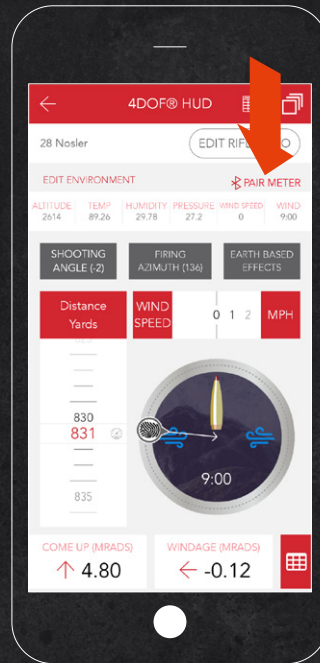 4DOF® HUD
28 Nosler
EDIT ENVIRONMENT
PAIR METER
ALTITUDE TEMP HUMIDITY PRESSURE WIND SPEED WIND
2614 89.26 29.78 27.2 0 9:00
SHOOTING FIRING EARTH BASED
ANGLE (-2) AZIMUTH (136) EFFECTS
Distance
Yards
WIND
SPEED
0 1 2
MPH
830
831
835
9:00
COME UP (MRADS) WINDAGE (MRADS)
↑ 4.80 ← -0.12